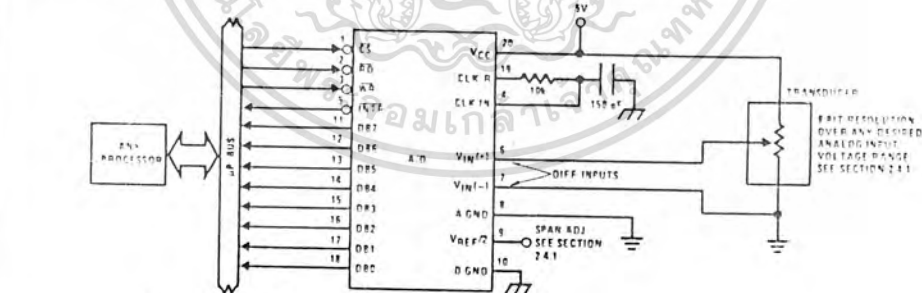 5V
ANY
PROCESSOR
µP BUS
1 CS
2 RD
3 WR
5 INTR
11 DB7
12 DB6
13 DB5
14 DB4
15 DB3
16 DB2
17 DB1
18 DB0
A/D
VCC 20
CLK R 19
10k
CLK IN 4
150 pF
VIN(+) 6
VIN(−) 7
DIFF INPUTS
A GND 8
VREF/2 9
SPAN ADJ
SEE SECTION
2.4.1
D GND 10
TRANSDUCER
8-BIT RESOLUTION
OVER ANY DESIRED
ANALOG INPUT
VOLTAGE RANGE
SEE SECTION 2.4.1